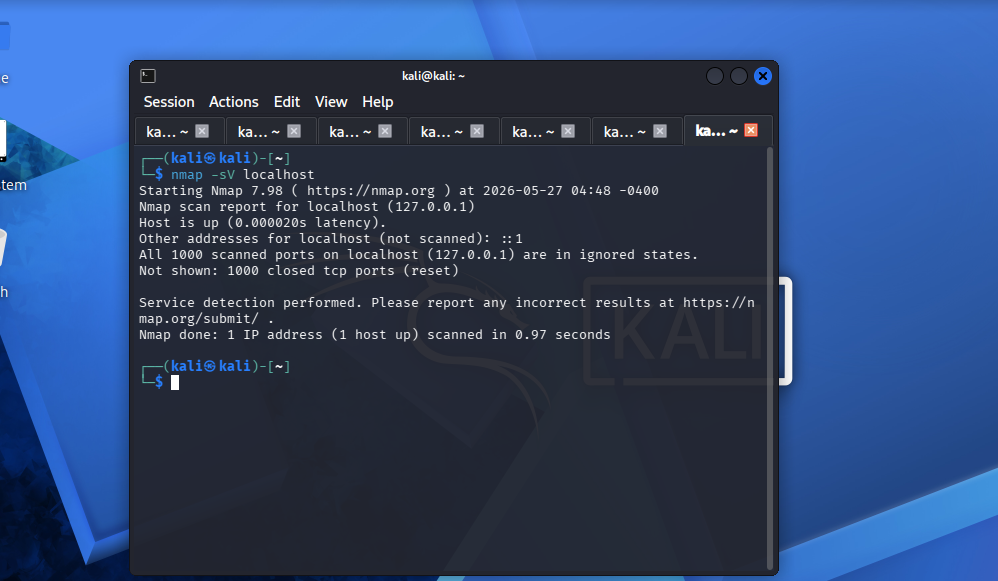 e
tem
h
kali@kali: ~
Session Actions Edit View Help
ka... ~ ka... ~ ka... ~ ka... ~ ka... ~ ka... ~ ka... ~
┌──(kali㉿kali)-[~]
└─$ nmap -sV localhost
Starting Nmap 7.98 ( https://nmap.org ) at 2026-05-27 04:48 -0400
Nmap scan report for localhost (127.0.0.1)
Host is up (0.000020s latency).
Other addresses for localhost (not scanned): ::1
All 1000 scanned ports on localhost (127.0.0.1) are in ignored states.
Not shown: 1000 closed tcp ports (reset)
Service detection performed. Please report any incorrect results at https://n
map.org/submit/ .
Nmap done: 1 IP address (1 host up) scanned in 0.97 seconds
┌──(kali㉿kali)-[~]
└─$
KALI